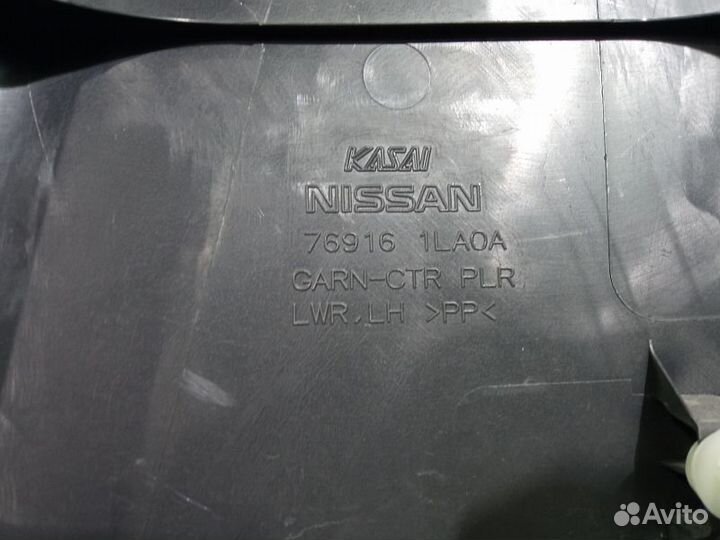 KASAI
NISSAN
76916 1LA0A
GARN-CTR PLR
LWR,LH >PP<
Avito